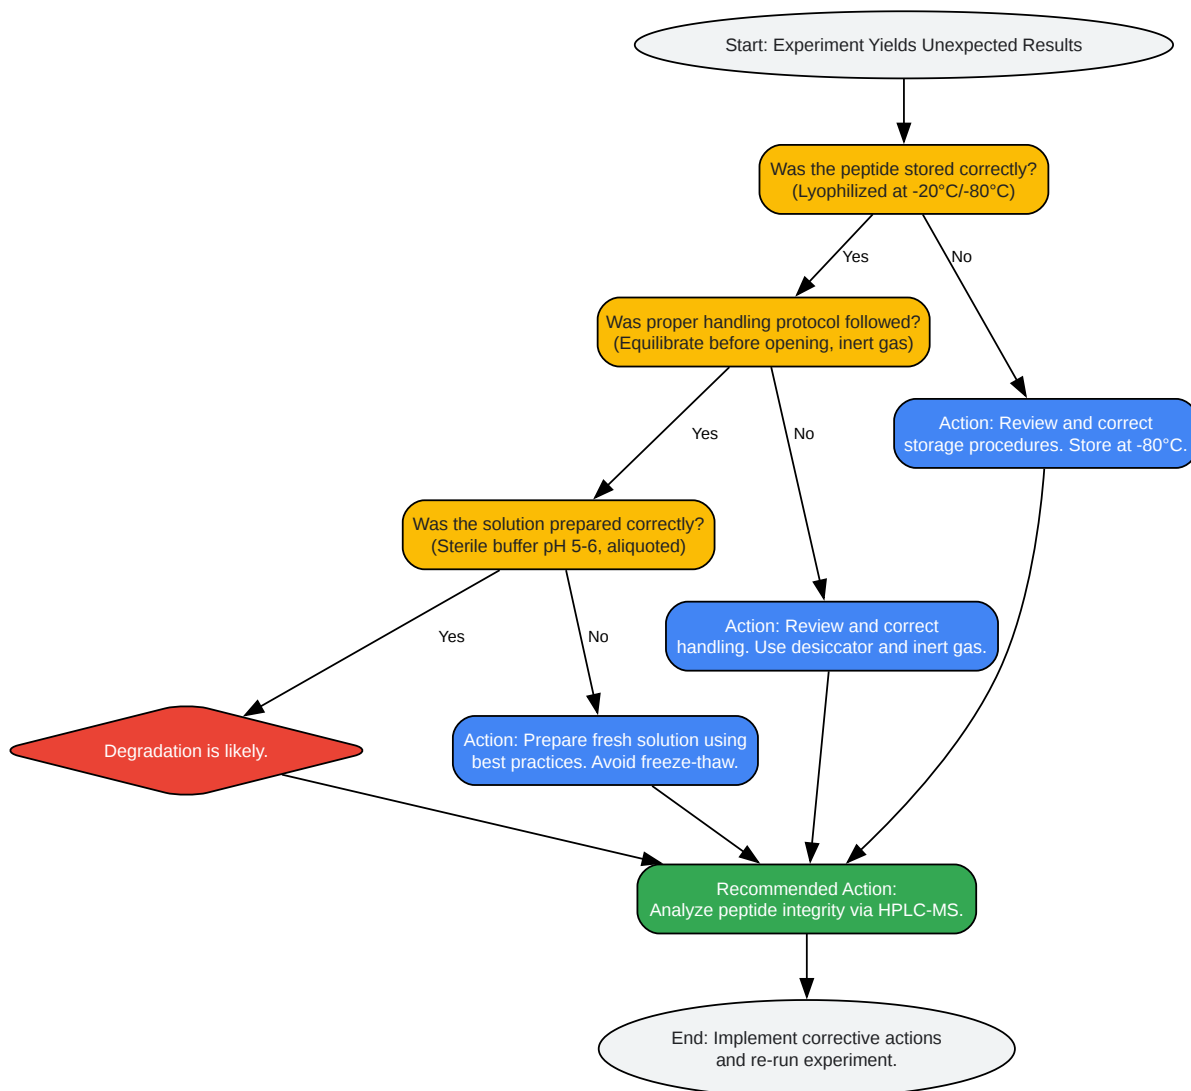 Start: Experiment Yields Unexpected Results
Was the peptide stored correctly?
(Lyophilized at -20°C/-80°C)
Yes
No
Was proper handling protocol followed?
(Equilibrate before opening, inert gas)
Action: Review and correct
storage procedures. Store at -80°C.
Yes
No
Was the solution prepared correctly?
(Sterile buffer pH 5-6, aliquoted)
Action: Review and correct
handling. Use desiccator and inert gas.
Yes
No
Degradation is likely.
Action: Prepare fresh solution using
best practices. Avoid freeze-thaw.
Recommended Action:
Analyze peptide integrity via HPLC-MS.
End: Implement corrective actions
and re-run experiment.